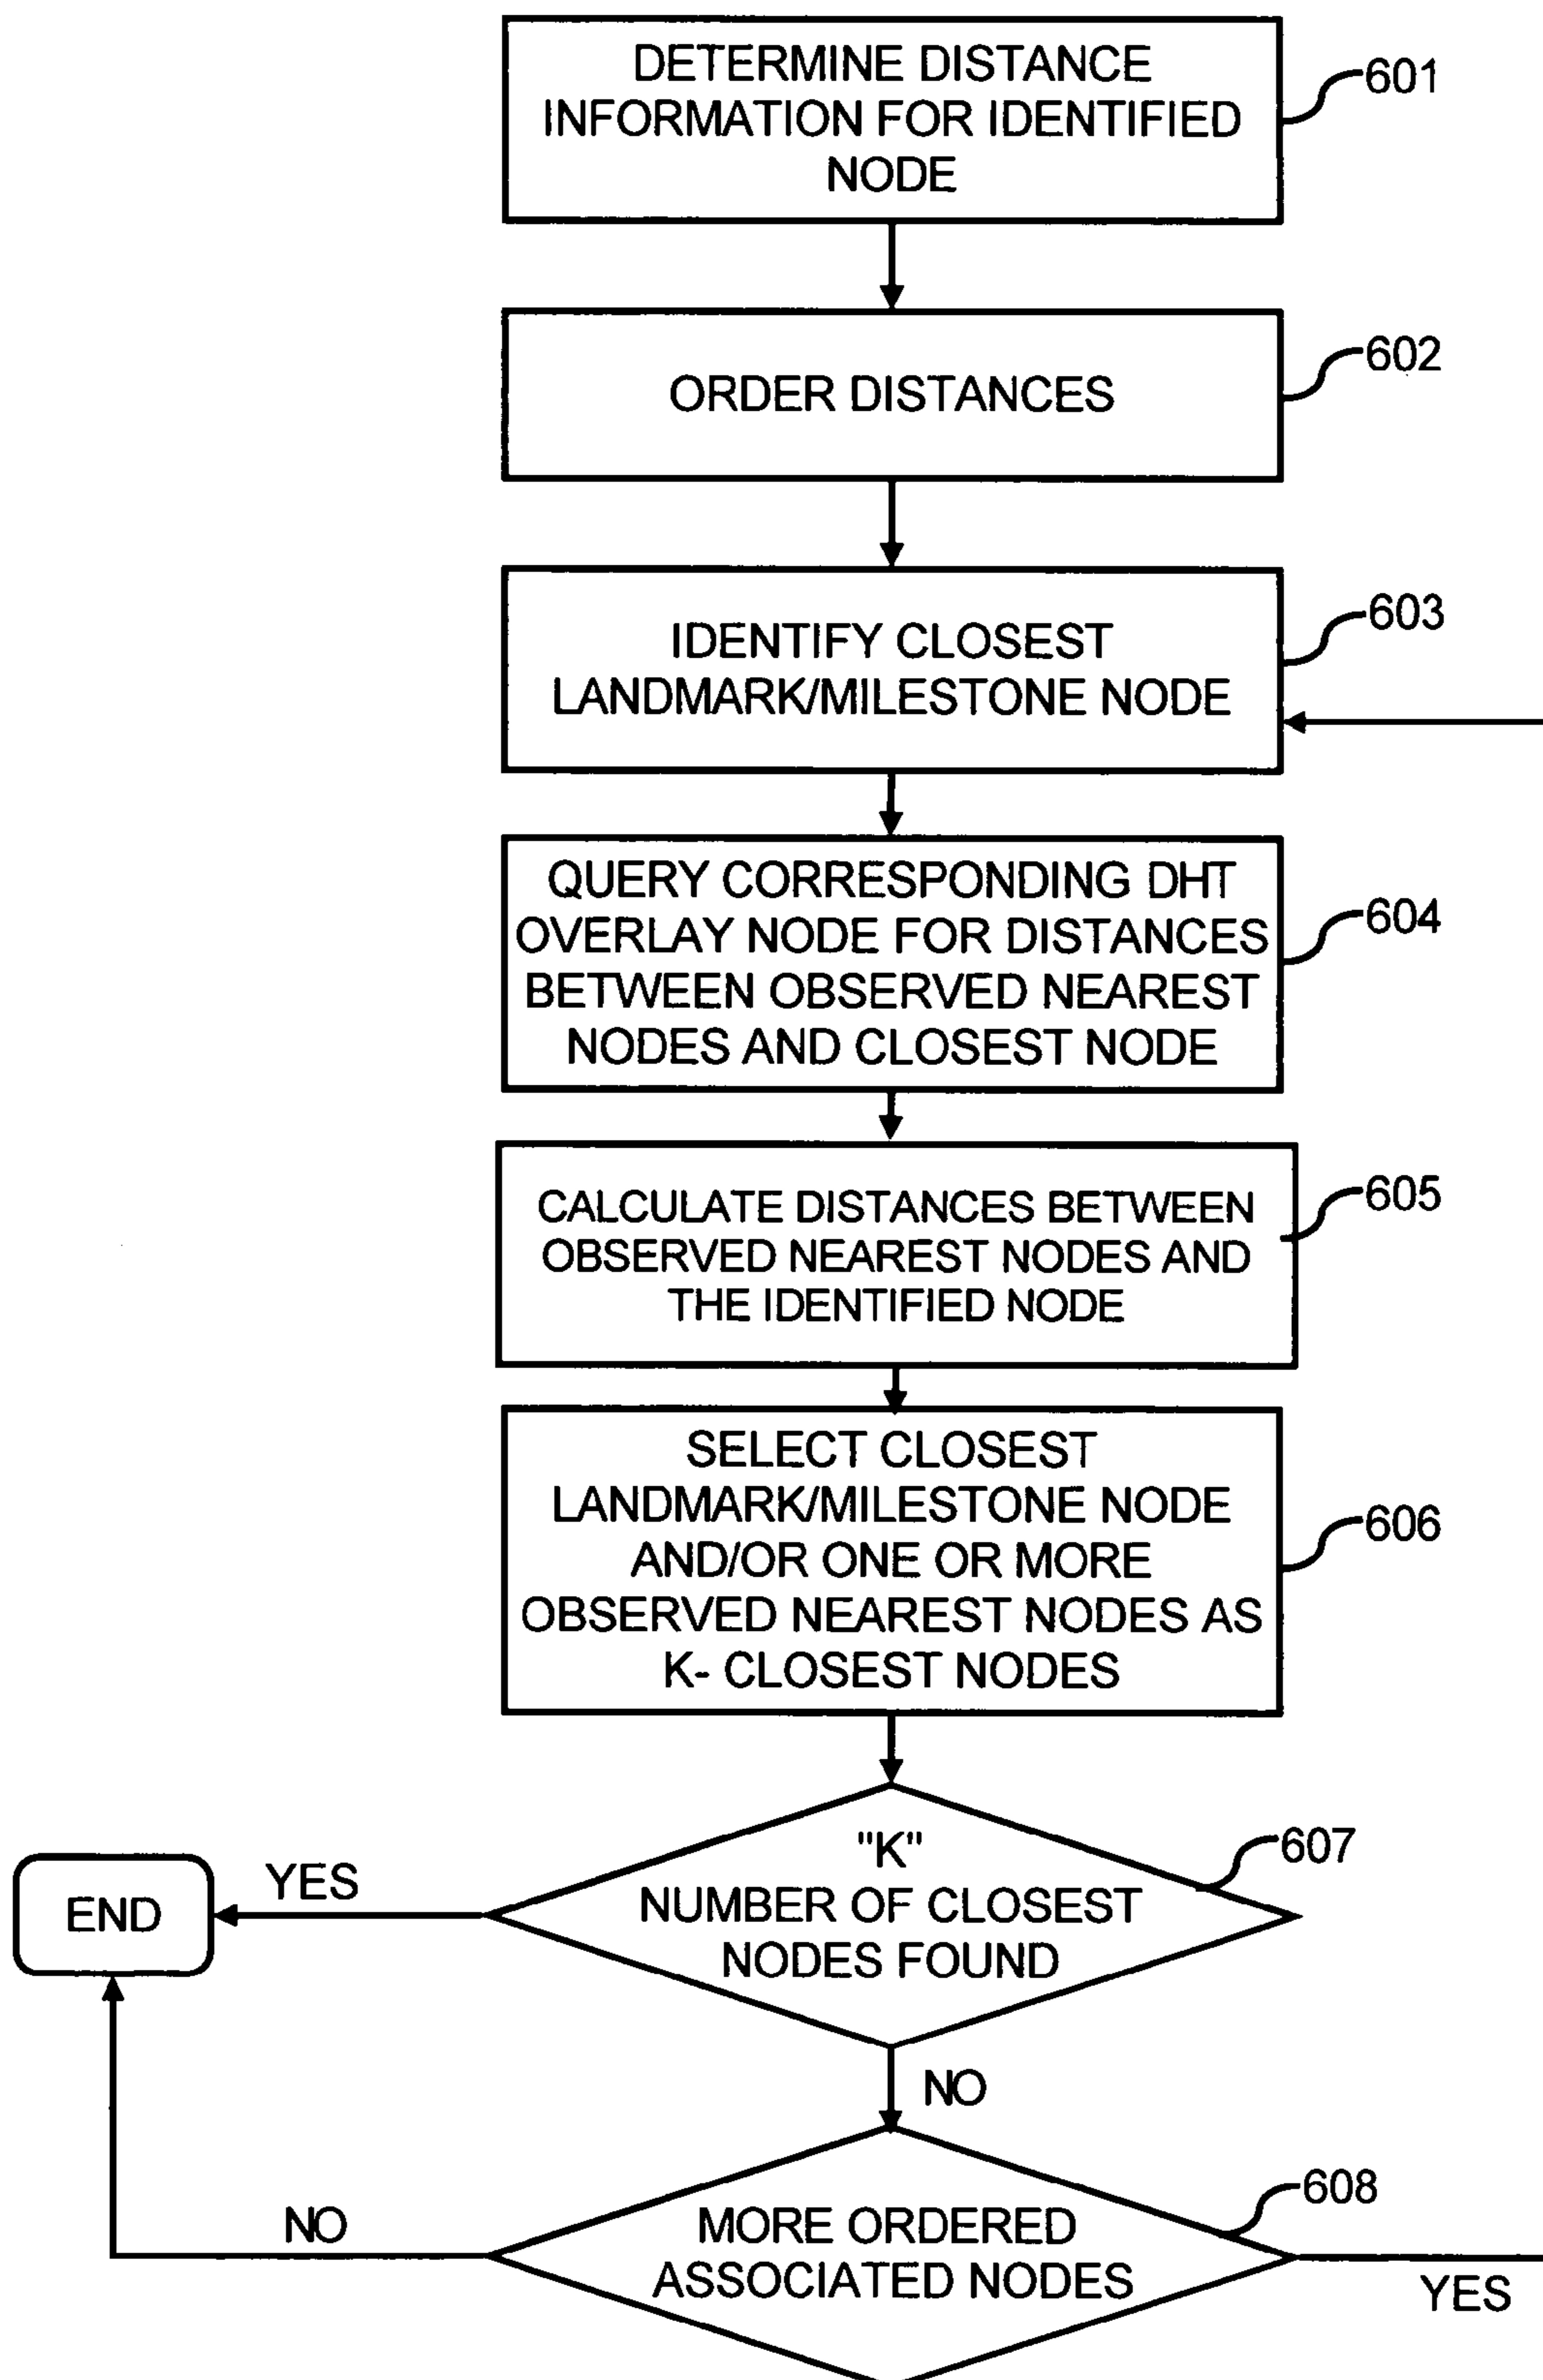 DETERMINE DISTANCE
INFORMATION FOR IDENTIFIED
NODE
601
ORDER DISTANCES
602
IDENTIFY CLOSEST
LANDMARK/MILESTONE NODE
603
QUERY CORRESPONDING DHT
OVERLAY NODE FOR DISTANCES
BETWEEN OBSERVED NEAREST
NODES AND CLOSEST NODE
604
CALCULATE DISTANCES BETWEEN
OBSERVED NEAREST NODES AND
THE IDENTIFIED NODE
605
SELECT CLOSEST
LANDMARK/MILESTONE NODE
AND/OR ONE OR MORE
OBSERVED NEAREST NODES AS
K- CLOSEST NODES
606
"K"
NUMBER OF CLOSEST
NODES FOUND
607
YES
END
NO
MORE ORDERED
ASSOCIATED NODES
608
NO
YES